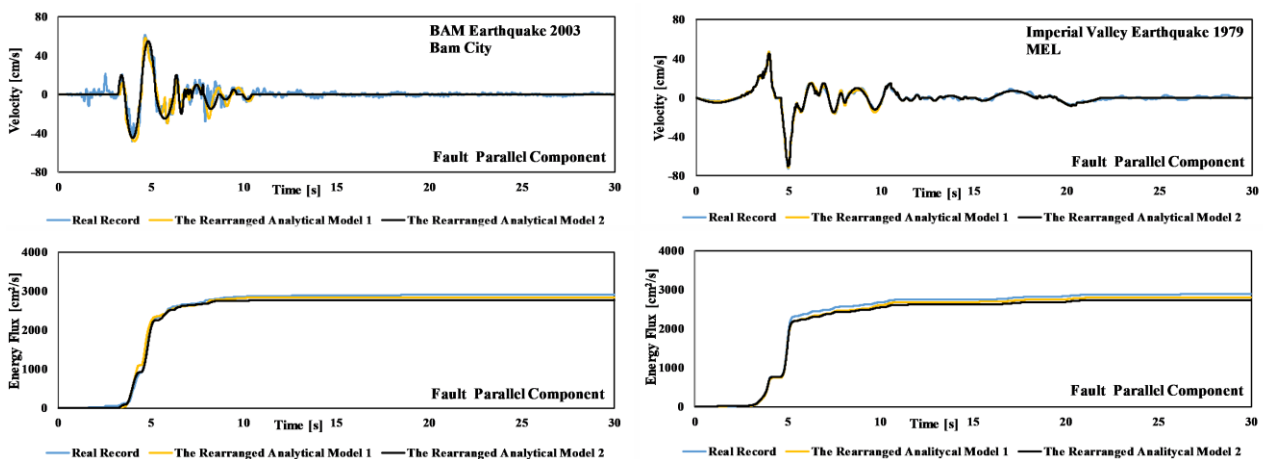 80
40
0
-40
-80
Velocity [cm/s]
BAM Earthquake 2003
Bam City
Fault Parallel Component
0 5 10 15 20 25 30
Time [s]
Real Record The Rearranged Analytical Model 1 The Rearranged Analytical Model 2
80
40
0
-40
-80
Velocity [cm/s]
Imperial Valley Earthquake 1979
MEL
Fault Parallel Component
0 5 10 15 20 25 30
Time [s]
Real Record The Rearranged Analytical Model 1 The Rearranged Analytical Model 2
4000
3000
2000
1000
0
Energy Flux [cm²/s]
Fault Parallel Component
0 5 10 15 20 25 30
Time [s]
Real Record The Rearranged Analytical Model 1 The Rearranged Analytical Model 2
4000
3000
2000
1000
0
Energy Flux [cm²/s]
Fault Parallel Component
0 5 10 15 20 25 30
Time [s]
Real Record The Rearranged Analitycal Model 1 The Rearranged Analitycal Model 2